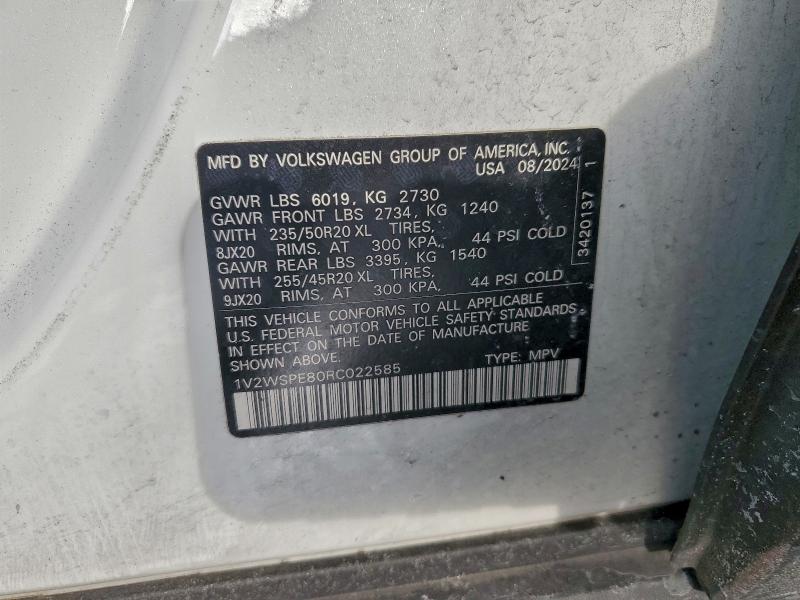 MFD BY VOLKSWAGEN GROUP OF AMERICA, INC.
USA 08/2024
GVWR LBS 6019, KG 2730
GAWR FRONT LBS 2734, KG 1240
WITH 235/50R20 XL TIRES,
8JX20 RIMS, AT 300 KPA, 44 PSI COLD
GAWR REAR LBS 3395, KG 1540
WITH 255/45R20 XL TIRES,
9JX20 RIMS, AT 300 KPA, 44 PSI COLD
THIS VEHICLE CONFORMS TO ALL APPLICABLE
U.S. FEDERAL MOTOR VEHICLE SAFETY STANDARDS
IN EFFECT ON THE DATE OF MANUFACTURE
SHOWN ABOVE. TYPE: MPV
1V2WSPE80RC022585
3420137 1